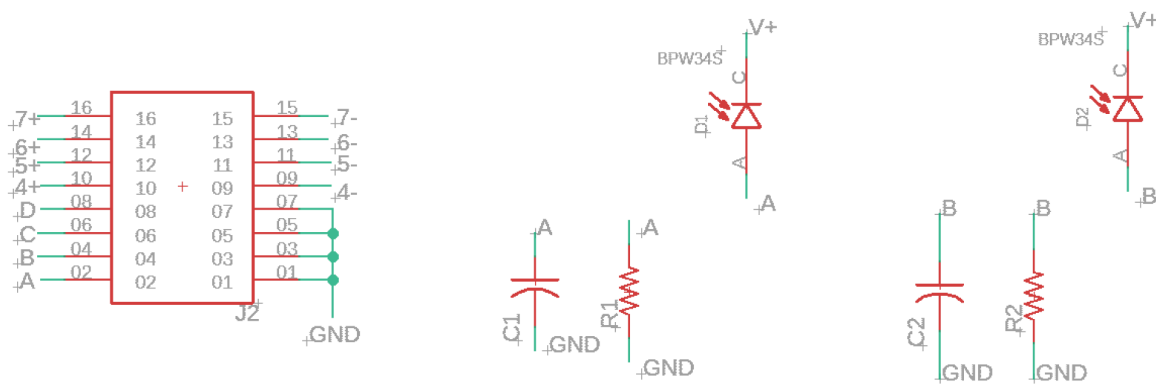 V+
V+
BPW34S
BPW34S
C
C
D1
D2
A
A
A
B
7+ 16 16 15 15 7-
6+ 14 14 13 13 6-
5+ 12 12 11 11 5-
4+ 10 10 09 09 4-
D 08 08 07 07
C 06 06 05 05
B 04 04 03 03
A 02 02 01 01
J2
GND
A
A
C1
R1
GND
GND
B
B
C2
R2
GND
GND